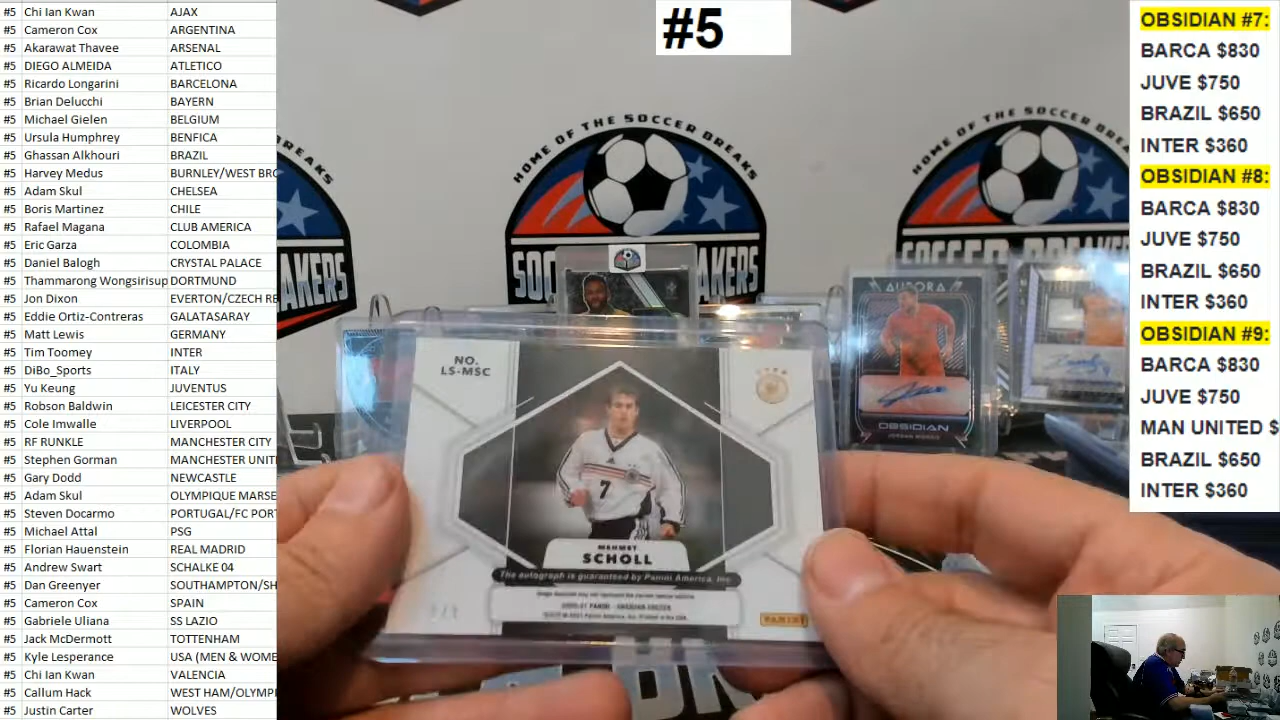 #5 Chi Ian Kwan AJAX
#5 Cameron Cox ARGENTINA
#5 Akarawat Thavee ARSENAL
#5 DIEGO ALMEIDA ATLETICO
#5 Ricardo Longarini BARCELONA
#5 Brian Delucchi BAYERN
#5 Michael Gielen BELGIUM
#5 Ursula Humphrey BENFICA
#5 Ghassan Alkhouri BRAZIL
#5 Harvey Medus BURNLEY/WEST BRO
#5 Adam Skul CHELSEA
#5 Boris Martinez CHILE
#5 Rafael Magana CLUB AMERICA
#5 Eric Garza COLOMBIA
#5 Daniel Balogh CRYSTAL PALACE
#5 Thammarong Wongsirisup DORTMUND
#5 Jon Dixon EVERTON/CZECH RE
#5 Eddie Ortiz-Contreras GALATASARAY
#5 Matt Lewis GERMANY
#5 Tim Toomey INTER
#5 DiBo_Sports ITALY
#5 Yu Keung JUVENTUS
#5 Robson Baldwin LEICESTER CITY
#5 Cole Imwalle LIVERPOOL
#5 RF RUNKLE MANCHESTER CITY
#5 Stephen Gorman MANCHESTER UNIT
#5 Gary Dodd NEWCASTLE
#5 Adam Skul OLYMPIQUE MARSE
#5 Steven Docarmo PORTUGAL/FC POR
#5 Michael Attal PSG
#5 Florian Hauenstein REAL MADRID
#5 Andrew Swart SCHALKE 04
#5 Dan Greenyer SOUTHAMPTON/SH
#5 Cameron Cox SPAIN
#5 Gabriele Uliana SS LAZIO
#5 Jack McDermott TOTTENHAM
#5 Kyle Lesperance USA (MEN & WOME
#5 Chi Ian Kwan VALENCIA
#5 Callum Hack WEST HAM/OLYMPI
#5 Justin Carter WOLVES
#5
HOME OF THE SOCCER BREAKS
AKERS
AURORA
OBSIDIAN
JORDAN MORRIS
NO.
LS-MSC
7
MEHMET
SCHOLL
The autograph is guaranteed by Panini America, Inc.
PANINI
OBSIDIAN #7:
BARCA $830
JUVE $750
BRAZIL $650
INTER $360
OBSIDIAN #8:
BARCA $830
JUVE $750
BRAZIL $650
INTER $360
OBSIDIAN #9:
BARCA $830
JUVE $750
MAN UNITED $
BRAZIL $650
INTER $360